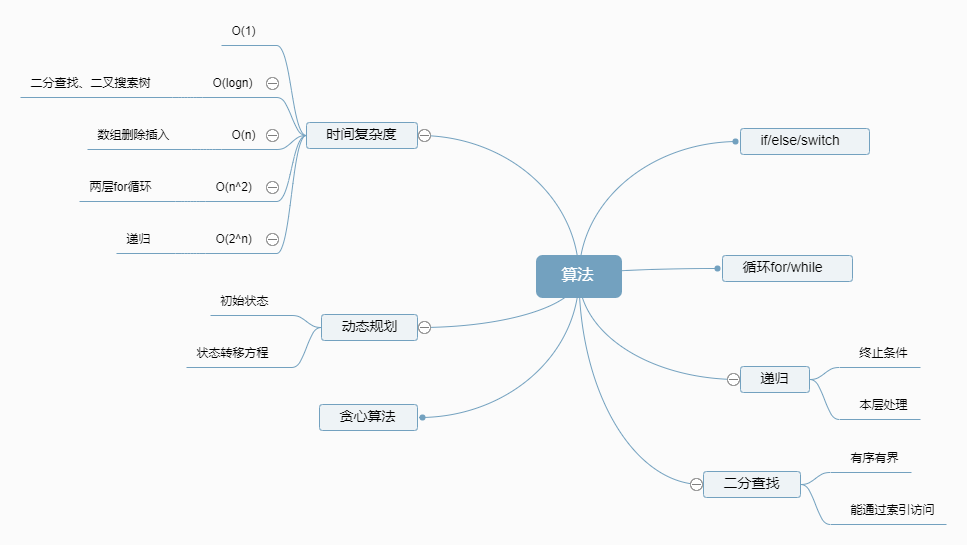 算法
if/else/switch
循环for/while
递归
终止条件
本层处理
二分查找
有序有界
能通过索引访问
时间复杂度
O(1)
O(logn)
二分查找、二叉搜索树
O(n)
数组删除插入
O(n^2)
两层for循环
O(2^n)
递归
动态规划
初始状态
状态转移方程
贪心算法